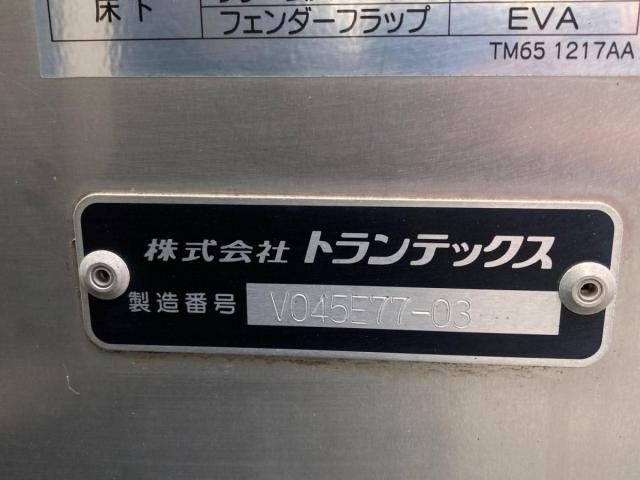 床下
フェンダーフラップ EVA
TM65 1217AA
株式会社 トランテックス
製造番号 V045E77-03